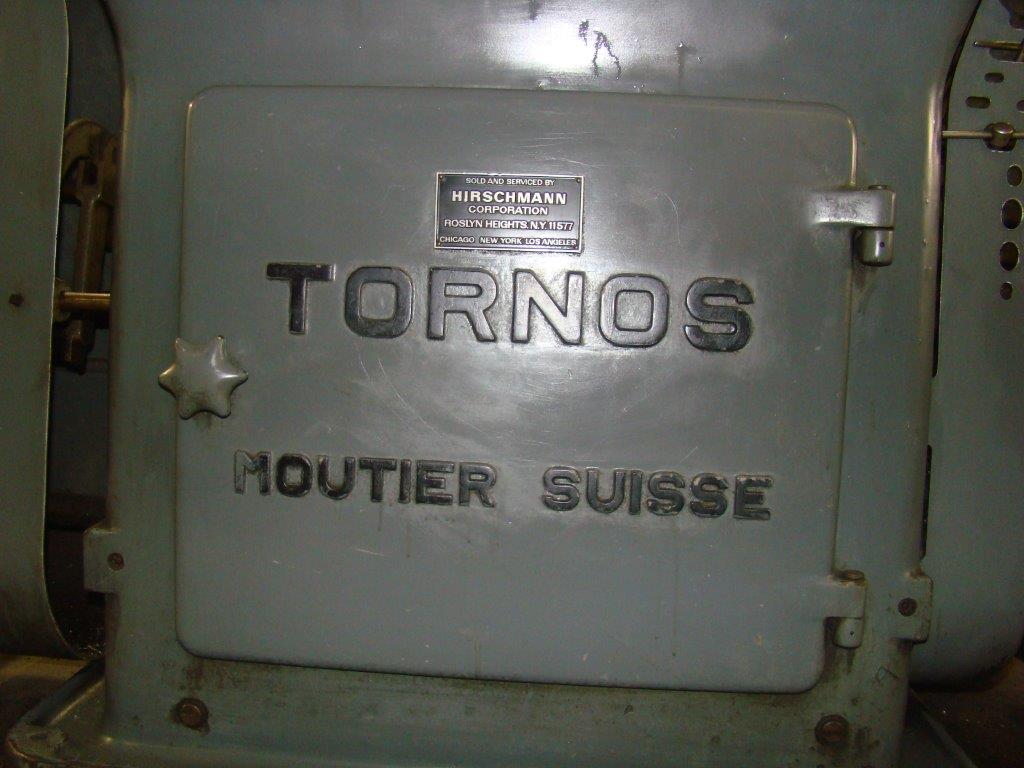 SOLD AND SERVICED BY
HIRSCHMANN
CORPORATION
ROSLYN HEIGHTS. N.Y. 11577
CHICAGO NEW YORK LOS ANGELES
TORNOS
MOUTIER SUISSE